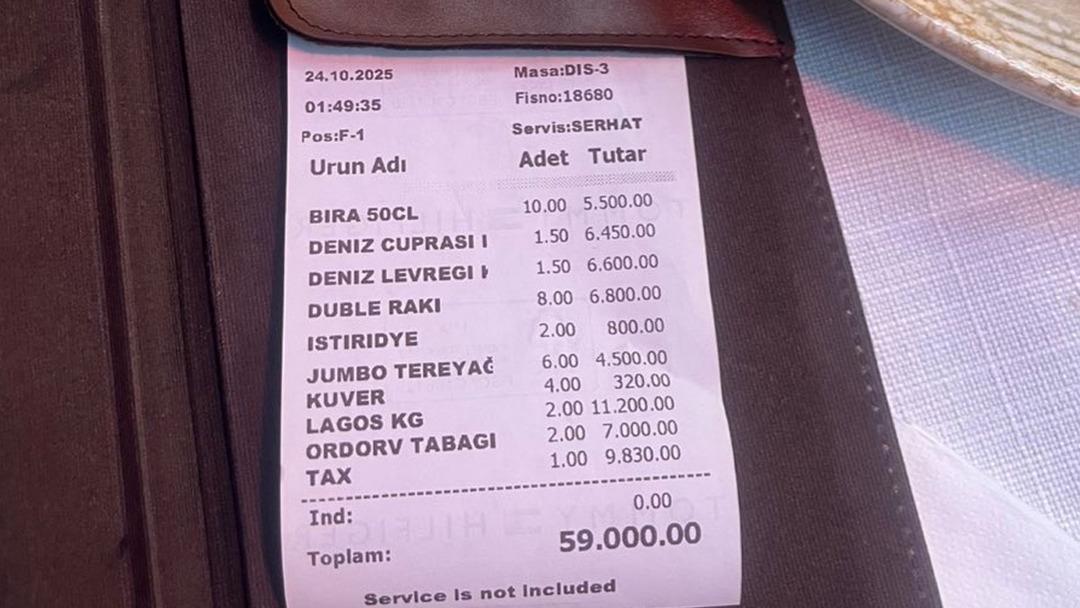 24.10.2025 Masa:DIS-3
01:49:35 Fisno:18680
Pos:F-1 Servis:SERHAT
Urun Adı Adet Tutar
BIRA 50CL 10.00 5.500.00
DENIZ CUPRASI 1.50 6.450.00
DENIZ LEVREGI 1.50 6.600.00
DUBLE RAKI 8.00 6.800.00
ISTIRIDYE 2.00 800.00
JUMBO TEREYAĞ 6.00 4.500.00
KUVER 4.00 320.00
LAGOS KG 2.00 11.200.00
ORDORV TABAGI 2.00 7.000.00
TAX 1.00 9,830.00
Ind: 0.00
Toplam: 59.000.00
Service is not included